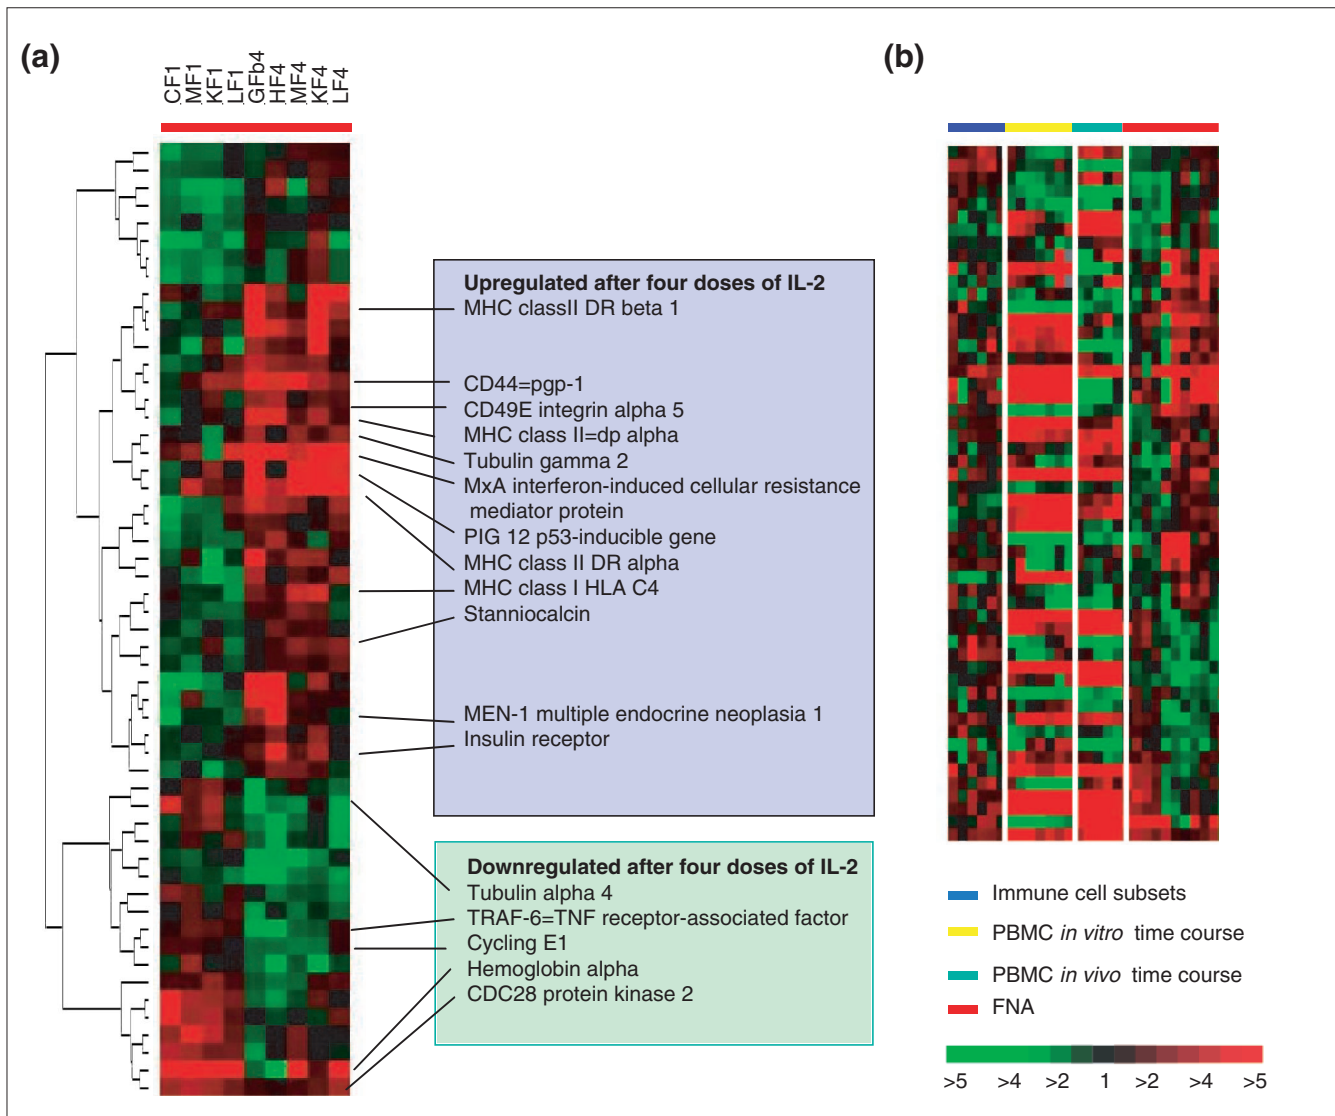 (a)
CF1
MF1
KF1
LF1
GFb4
HF4
MF4
KF4
LF4
Upregulated after four doses of IL-2
MHC classII DR beta 1
CD44=pgp-1
CD49E integrin alpha 5
MHC class II=dp alpha
Tubulin gamma 2
MxA interferon-induced cellular resistance
mediator protein
PIG 12 p53-inducible gene
MHC class II DR alpha
MHC class I HLA C4
Stanniocalcin
MEN-1 multiple endocrine neoplasia 1
Insulin receptor
Downregulated after four doses of IL-2
Tubulin alpha 4
TRAF-6=TNF receptor-associated factor
Cycling E1
Hemoglobin alpha
CDC28 protein kinase 2
(b)
Immune cell subsets
PBMC in vitro time course
PBMC in vivo time course
FNA
>5 >4 >2 1 >2 >4 >5